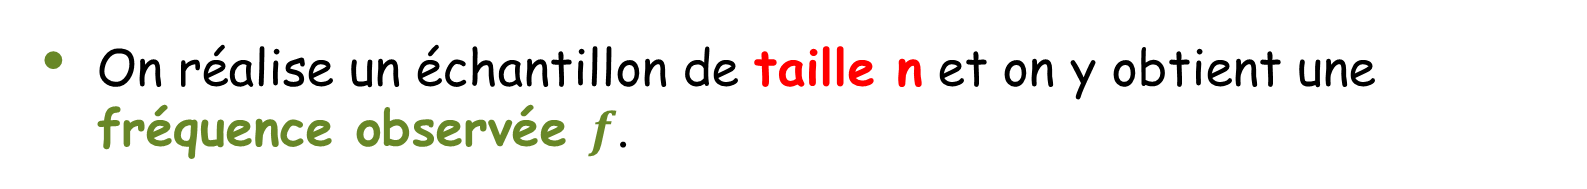 • On réalise un échantillon de taille n et on y obtient une
fréquence observée f.